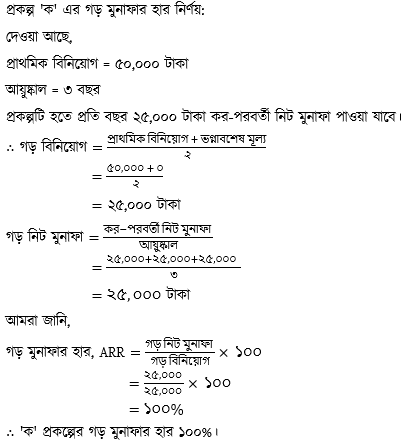 প্রকল্প 'ক' এর গড় মুনাফার হার নির্ণয়:
দেওয়া আছে,
প্রাথমিক বিনিয়োগ = ৫০,০০০ টাকা
আয়ুষ্কাল = ৩ বছর
প্রকল্পটি হতে প্রতি বছর ২৫,০০০ টাকা কর-পরবর্তী নিট মুনাফা পাওয়া যাবে।
∴ গড় বিনিয়োগ = প্রাথমিক বিনিয়োগ + ভগ্নাবশেষ মূল্য / ২
= ৫০,০০০ + ০ / ২
= ২৫,০০০ টাকা
গড় নিট মুনাফা = কর-পরবর্তী নিট মুনাফা / আয়ুষ্কাল
= ২৫,০০০+২৫,০০০+২৫,০০০ / ৩
= ২৫,০০০ টাকা
আমরা জানি,
গড় মুনাফার হার, ARR = গড় নিট মুনাফা / গড় বিনিয়োগ × ১০০
= ২৫,০০০ / ২৫,০০০ × ১০০
= ১০০%
∴ 'ক' প্রকল্পের গড় মুনাফার হার ১০০%।